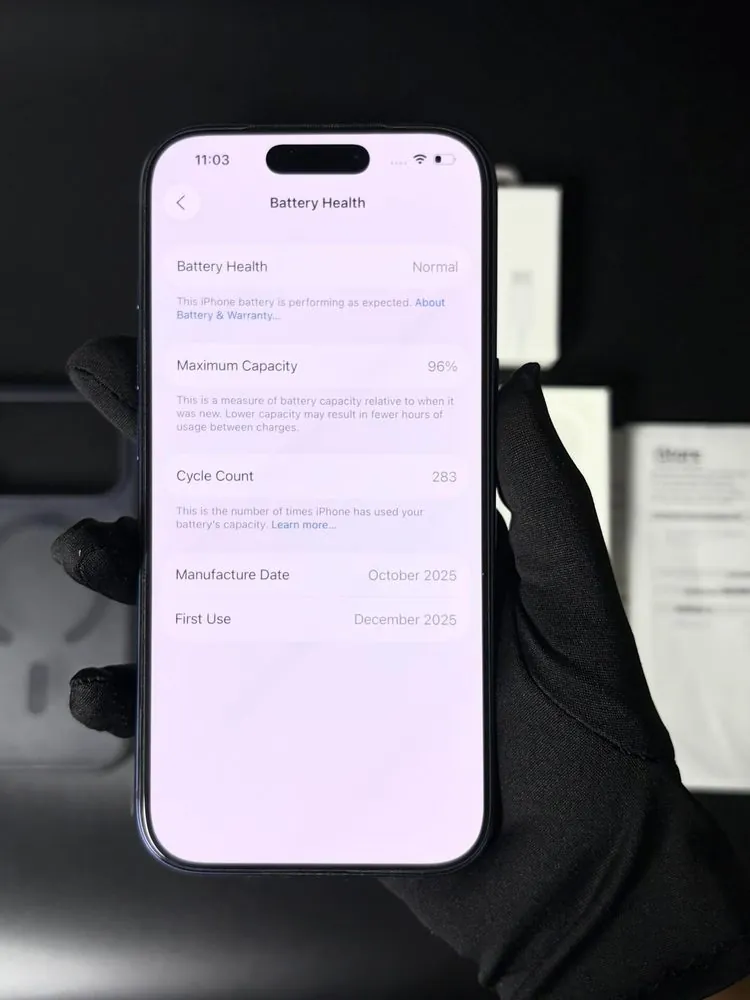 11:03
Battery Health
Battery Health Normal
This iPhone battery is performing as expected. About
Battery & Warranty...
Maximum Capacity 96%
This is a measure of battery capacity relative to when it
was new. Lower capacity may result in fewer hours of
usage between charges.
Cycle Count 283
This is the number of times iPhone has used your
battery's capacity. Learn more...
Manufacture Date October 2025
First Use December 2025
Store